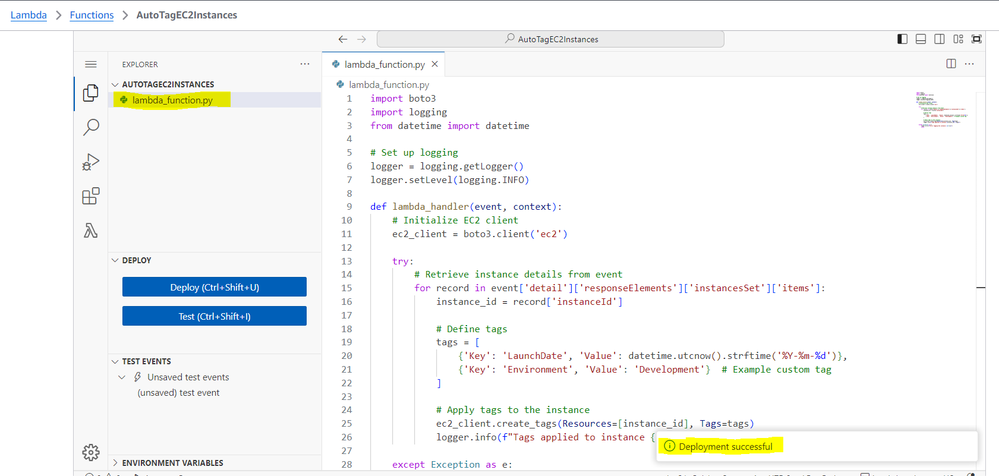 Lambda > Functions > AutoTagEC2Instances
AutoTagEC2Instances
EXPLORER
AUTOTAGEC2INSTANCES
lambda_function.py
DEPLOY
Deploy (Ctrl+Shift+U)
Test (Ctrl+Shift+I)
TEST EVENTS
Unsaved test events
(unsaved) test event
ENVIRONMENT VARIABLES
lambda_function.py
lambda_function.py
1 import boto3
2 import logging
3 from datetime import datetime
4
5 # Set up logging
6 logger = logging.getLogger()
7 logger.setLevel(logging.INFO)
8
9 def lambda_handler(event, context):
10 # Initialize EC2 client
11 ec2_client = boto3.client('ec2')
12
13 try:
14 # Retrieve instance details from event
15 for record in event['detail']['responseElements']['instancesSet']['items']:
16 instance_id = record['instanceId']
17
18 # Define tags
19 tags = [
20 {'Key': 'LaunchDate', 'Value': datetime.utcnow().strftime('%Y-%m-%d')},
21 {'Key': 'Environment', 'Value': 'Development'} # Example custom tag
22 ]
23
24 # Apply tags to the instance
25 ec2_client.create_tags(Resources=[instance_id], Tags=tags)
26 logger.info(f"Tags applied to instance {
27
28 except Exception as e:
Deployment successful